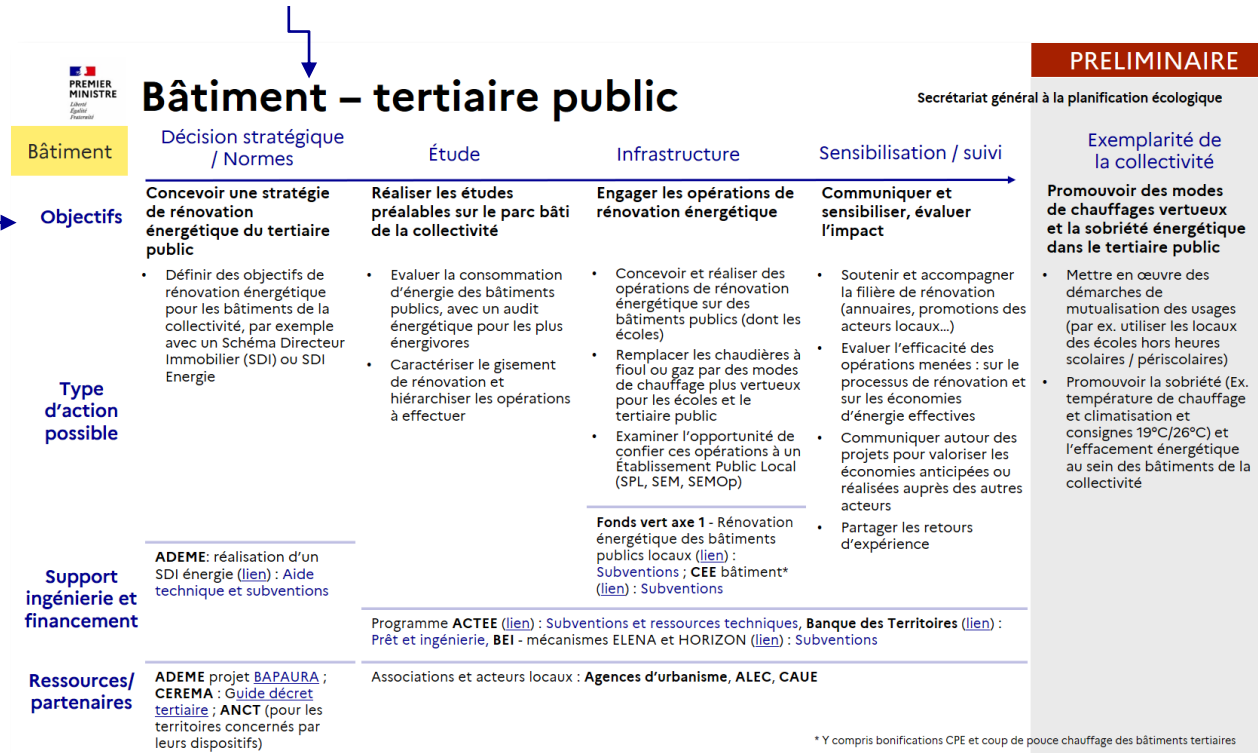 PRELIMINAIRE
PREMIER
MINISTRE
Liberté
Égalité
Fraternité
Bâtiment – tertiaire public
Secrétariat général à la planification écologique
Bâtiment
Décision stratégique
/ Normes
Étude
Infrastructure
Sensibilisation / suivi
Exemplarité de
la collectivité
Objectifs
Concevoir une stratégie
de rénovation
énergétique du tertiaire
public
Réaliser les études
préalables sur le parc bâti
de la collectivité
Engager les opérations de
rénovation énergétique
Communiquer et
sensibiliser, évaluer
l'impact
Promouvoir des modes
de chauffages vertueux
et la sobriété énergétique
dans le tertiaire public
Type
d'action
possible
• Définir des objectifs de
rénovation énergétique
pour les bâtiments de la
collectivité, par exemple
avec un Schéma Directeur
Immobilier (SDI) ou SDI
Energie
• Evaluer la consommation
d'énergie des bâtiments
publics, avec un audit
énergétique pour les plus
énergivores
• Caractériser le gisement
de rénovation et
hiérarchiser les opérations
à effectuer
• Concevoir et réaliser des
opérations de rénovation
énergétique sur des
bâtiments publics (dont les
écoles)
• Remplacer les chaudières à
fioul ou gaz par des modes
de chauffage plus vertueux
pour les écoles et le
tertiaire public
• Examiner l'opportunité de
confier ces opérations à un
Établissement Public Local
(SPL, SEM, SEMOp)
• Soutenir et accompagner
la filière de rénovation
(annuaires, promotions des
acteurs locaux…)
• Evaluer l'efficacité des
opérations menées : sur le
processus de rénovation et
sur les économies
d'énergie effectives
• Communiquer autour des
projets pour valoriser les
économies anticipées ou
réalisées auprès des autres
acteurs
• Partager les retours
d'expérience
• Mettre en œuvre des
démarches de
mutualisation des usages
(par ex. utiliser les locaux
des écoles hors heures
scolaires / périscolaires)
• Promouvoir la sobriété (Ex.
température de chauffage
et climatisation et
consignes 19°C/26°C) et
l'effacement énergétique
au sein des bâtiments de la
collectivité
Support
ingénierie et
financement
ADEME: réalisation d'un
SDI énergie (lien) : Aide
technique et subventions
Fonds vert axe 1 - Rénovation
énergétique des bâtiments
publics locaux (lien) :
Subventions ; CEE bâtiment*
(lien) : Subventions
Programme ACTEE (lien) : Subventions et ressources techniques, Banque des Territoires (lien) :
Prêt et ingénierie, BEI - mécanismes ELENA et HORIZON (lien) : Subventions
Ressources/
partenaires
ADEME projet BAPAURA ;
CEREMA : Guide décret
tertiaire ; ANCT (pour les
territoires concernés par
leurs dispositifs)
Associations et acteurs locaux : Agences d'urbanisme, ALEC, CAUE
* Y compris bonifications CPE et coup de pouce chauffage des bâtiments tertiaires